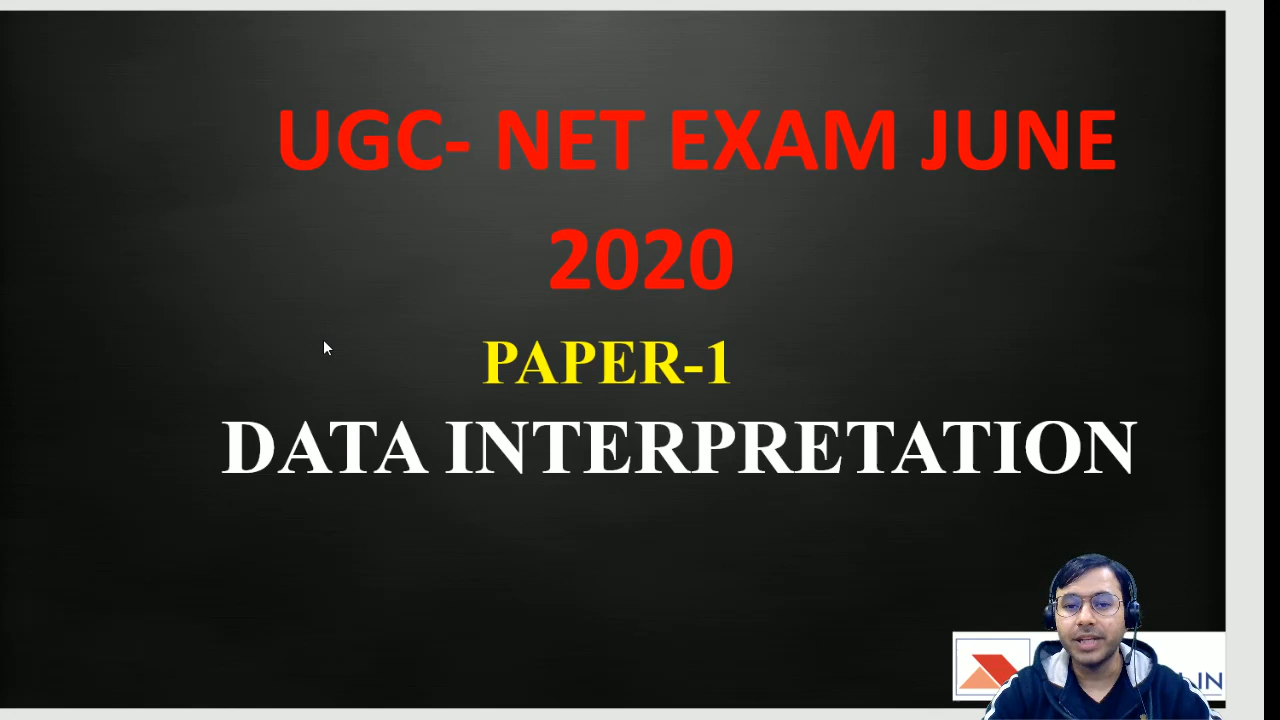 UGC- NET EXAM JUNE
2020
PAPER-1
DATA INTERPRETATION